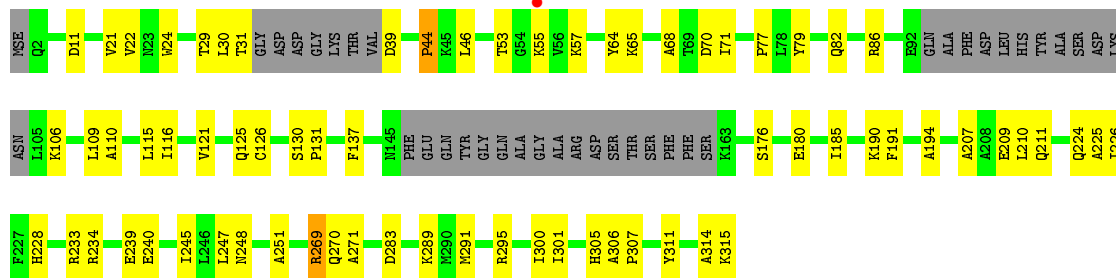 MSE Q2 D11 V21 V22 N23 W24 T29 L30 T31 GLY ASP ASP GLY LYS THR VAL D39 P44 K45 L46 T53 G54 K55 V56 K57 Y64 K65 A68 T69 D70 I71 P77 L78 Y79 Q82 R86 E92 GLN ALA PHE ASP LEU HIS TYR ALA SER ASP LYS
ASN L105 K106 L109 A110 L115 I116 V121 Q125 C126 S130 P131 F137 N145 PHE GLU GLN TYR GLY GLN ALA GLY ALA ARG ASP SER THR SER PHE PHE SER K163 S176 E180 I185 K190 F191 A194 A207 A208 E209 L210 Q211 Q224 A225 I226
F227 H228 R233 R234 E239 E240 I245 L246 L247 N248 A251 R269 Q270 A271 D283 K289 M290 M291 R295 I300 I301 H305 A306 P307 Y311 A314 K315